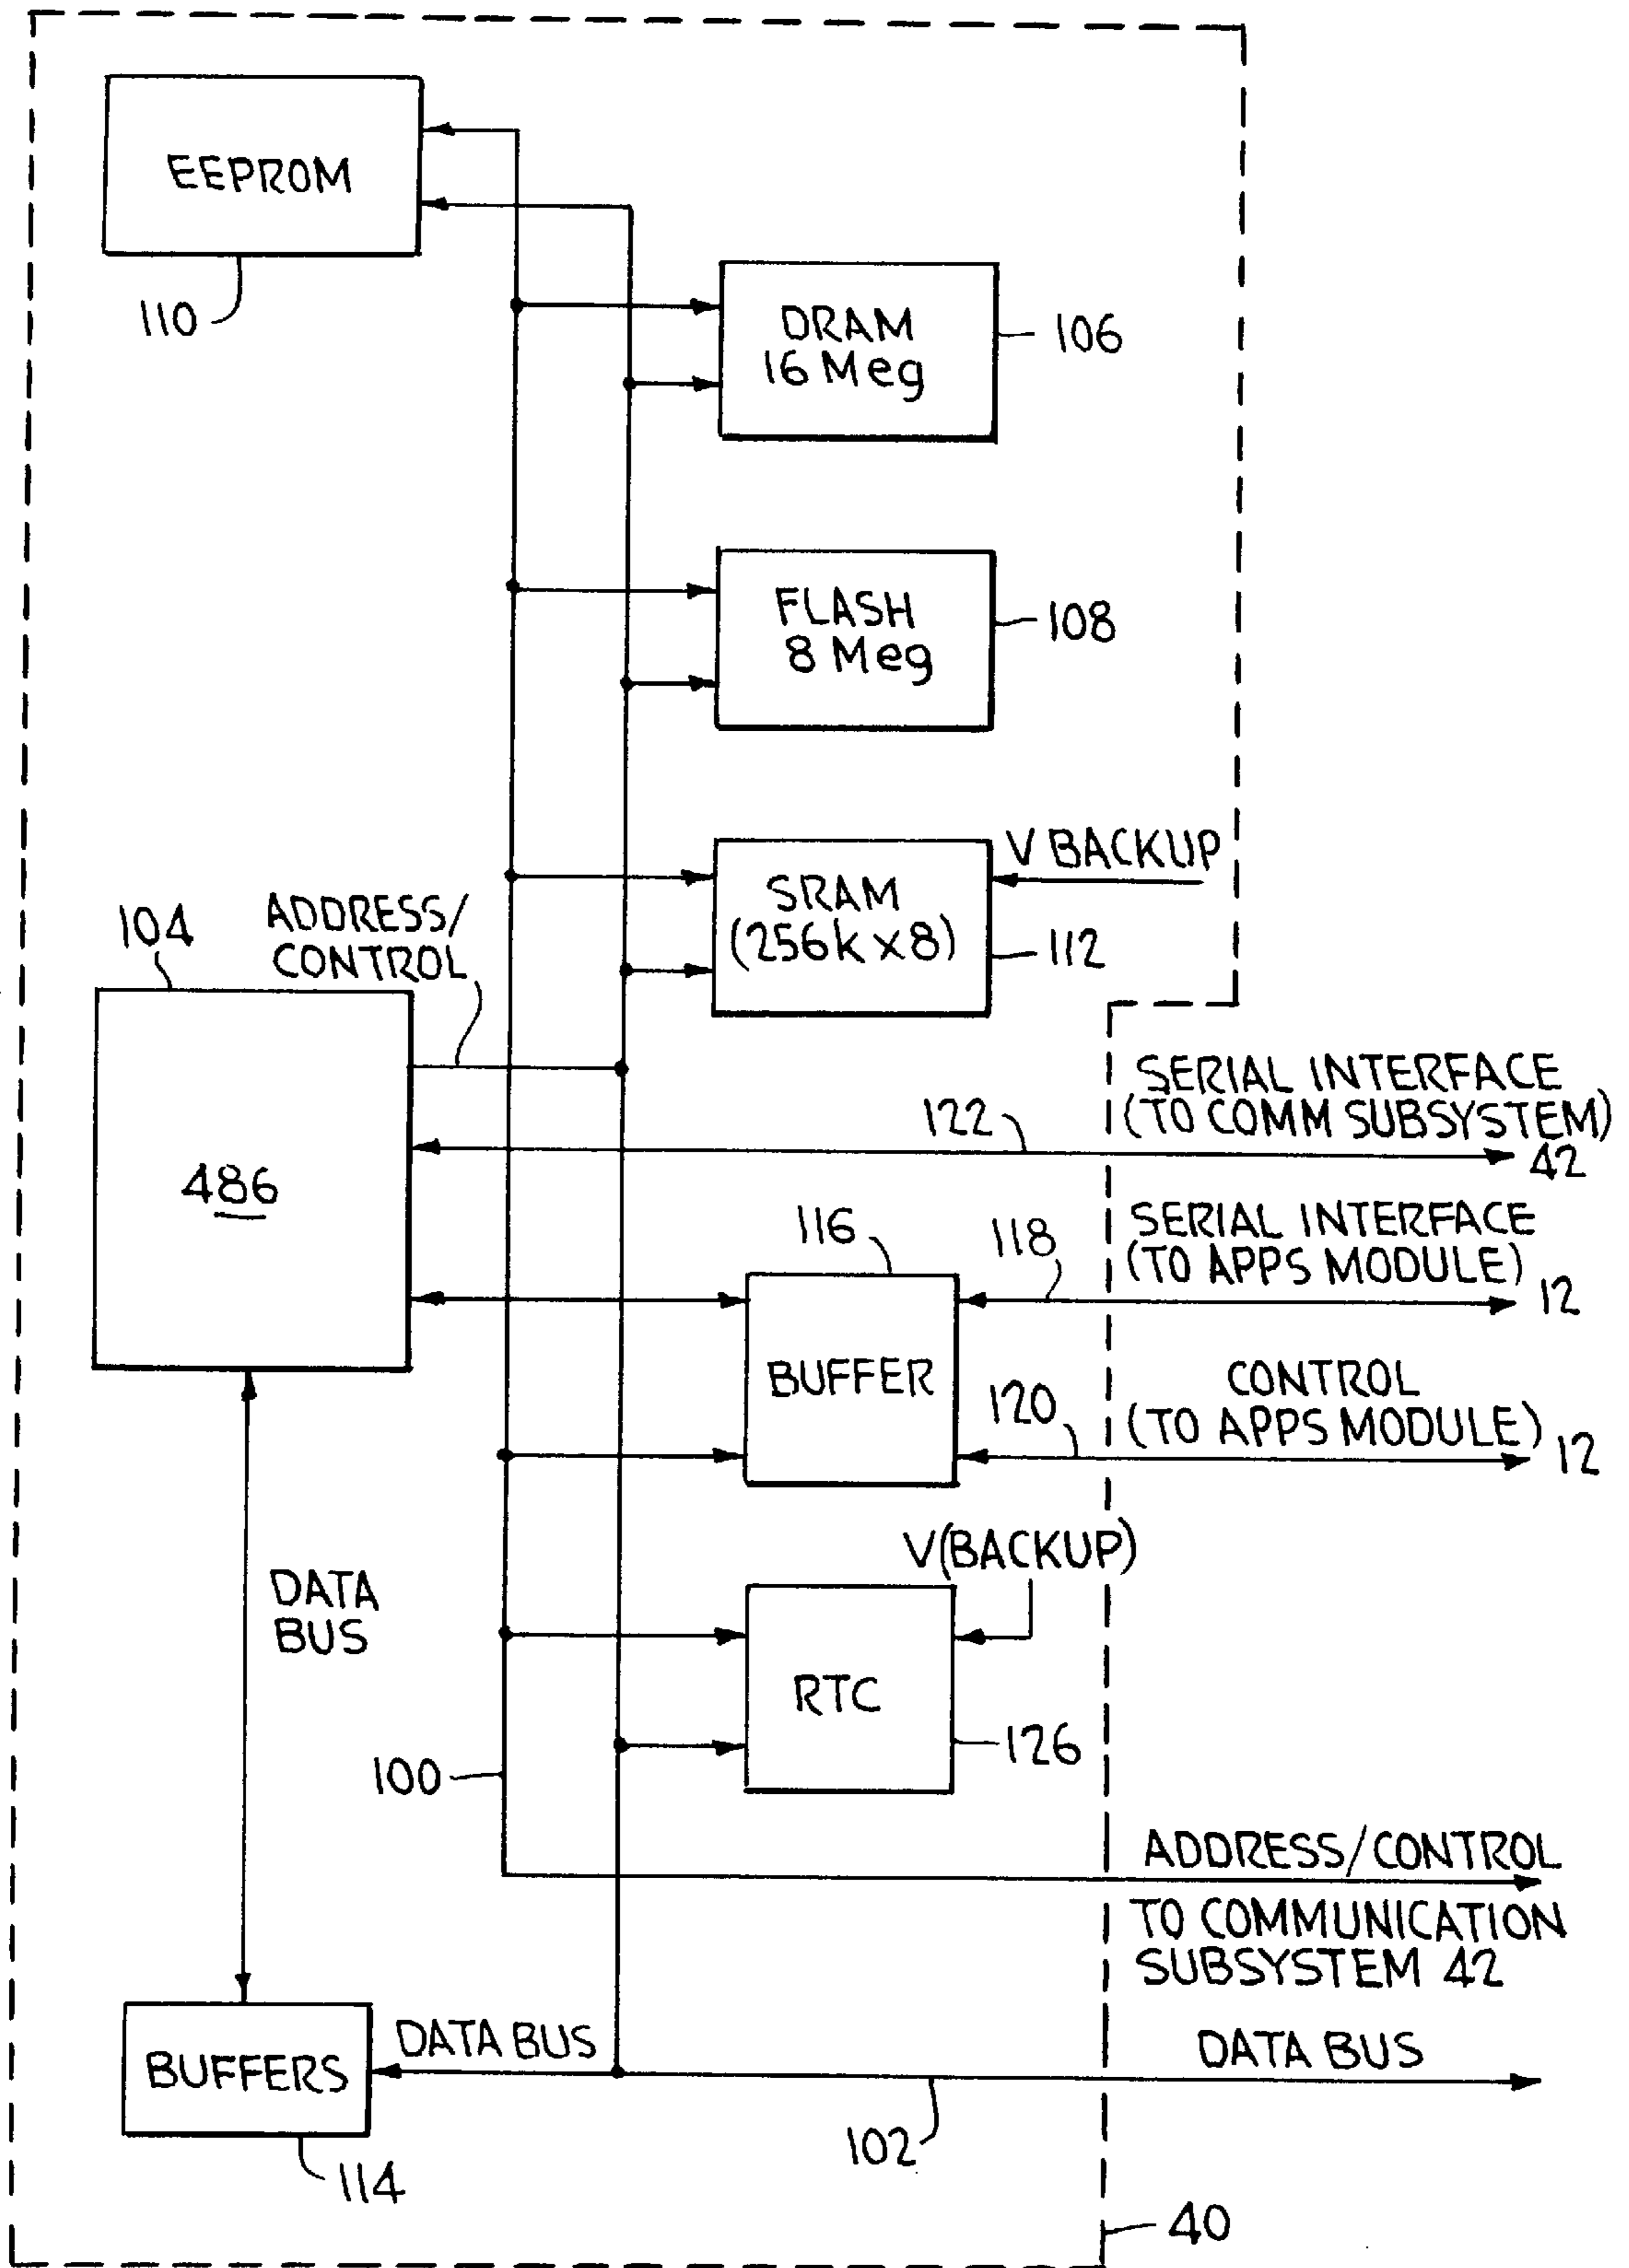 EEPROM
110
DRAM
16 Meg
106
FLASH
8 Meg
108
V BACKUP
SRAM
(256k x 8)
112
104
ADDRESS/
CONTROL
486
SERIAL INTERFACE
(TO COMM SUBSYSTEM)
42
122
SERIAL INTERFACE
(TO APPS MODULE)
12
116
118
BUFFER
CONTROL
(TO APPS MODULE)
12
120
V(BACKUP)
DATA
BUS
RTC
126
100
ADDRESS/CONTROL
TO COMMUNICATION
SUBSYSTEM 42
BUFFERS
DATA BUS
DATA BUS
102
114
40